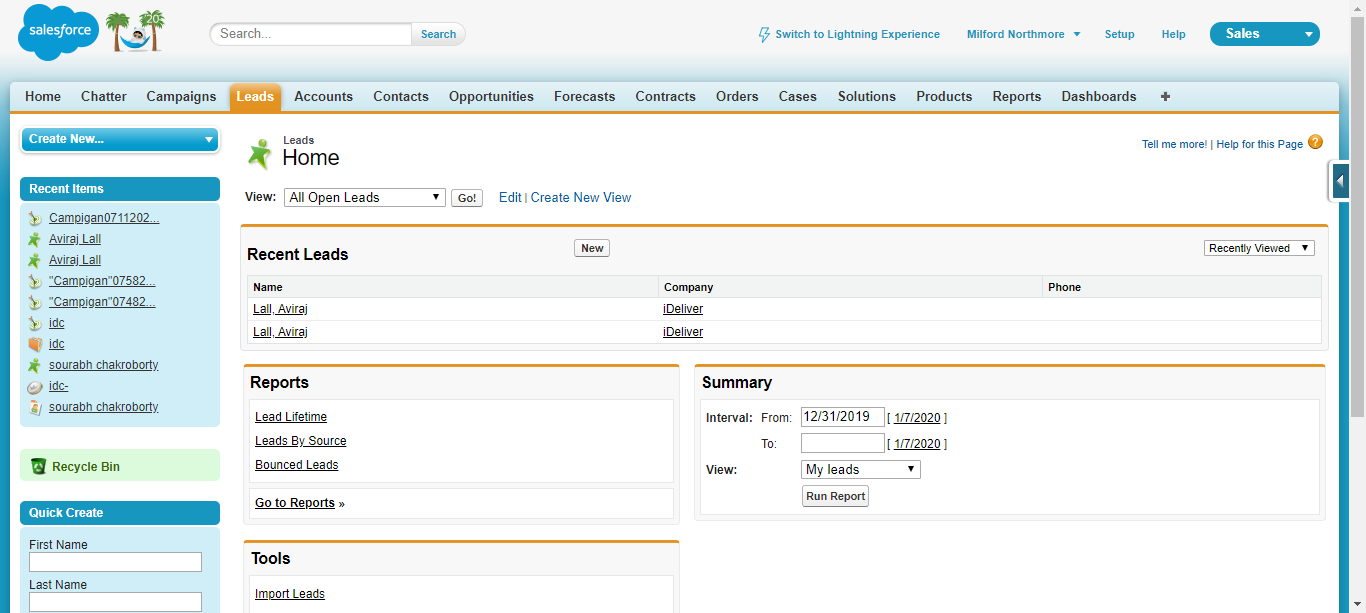 salesforce
20
Search...
Search
Switch to Lightning Experience
Milford Northmore
Setup
Help
Sales
Home Chatter Campaigns Leads Accounts Contacts Opportunities Forecasts Contracts Orders Cases Solutions Products Reports Dashboards +
Create New...
Recent Items
Campigan0711202...
Aviraj Lall
Aviraj Lall
"Campigan"07582...
"Campigan"07482...
idc
idc
sourabh chakroborty
idc-
sourabh chakroborty
Recycle Bin
Quick Create
First Name
Last Name
Leads
Home
Tell me more! | Help for this Page ?
View: All Open Leads Go! Edit | Create New View
Recent Leads New Recently Viewed
Name Company Phone
Lall, Aviraj iDeliver
Lall, Aviraj iDeliver
Reports
Lead Lifetime
Leads By Source
Bounced Leads
Go to Reports »
Summary
Interval: From: 12/31/2019 [ 1/7/2020 ]
To: [ 1/7/2020 ]
View: My leads
Run Report
Tools
Import Leads